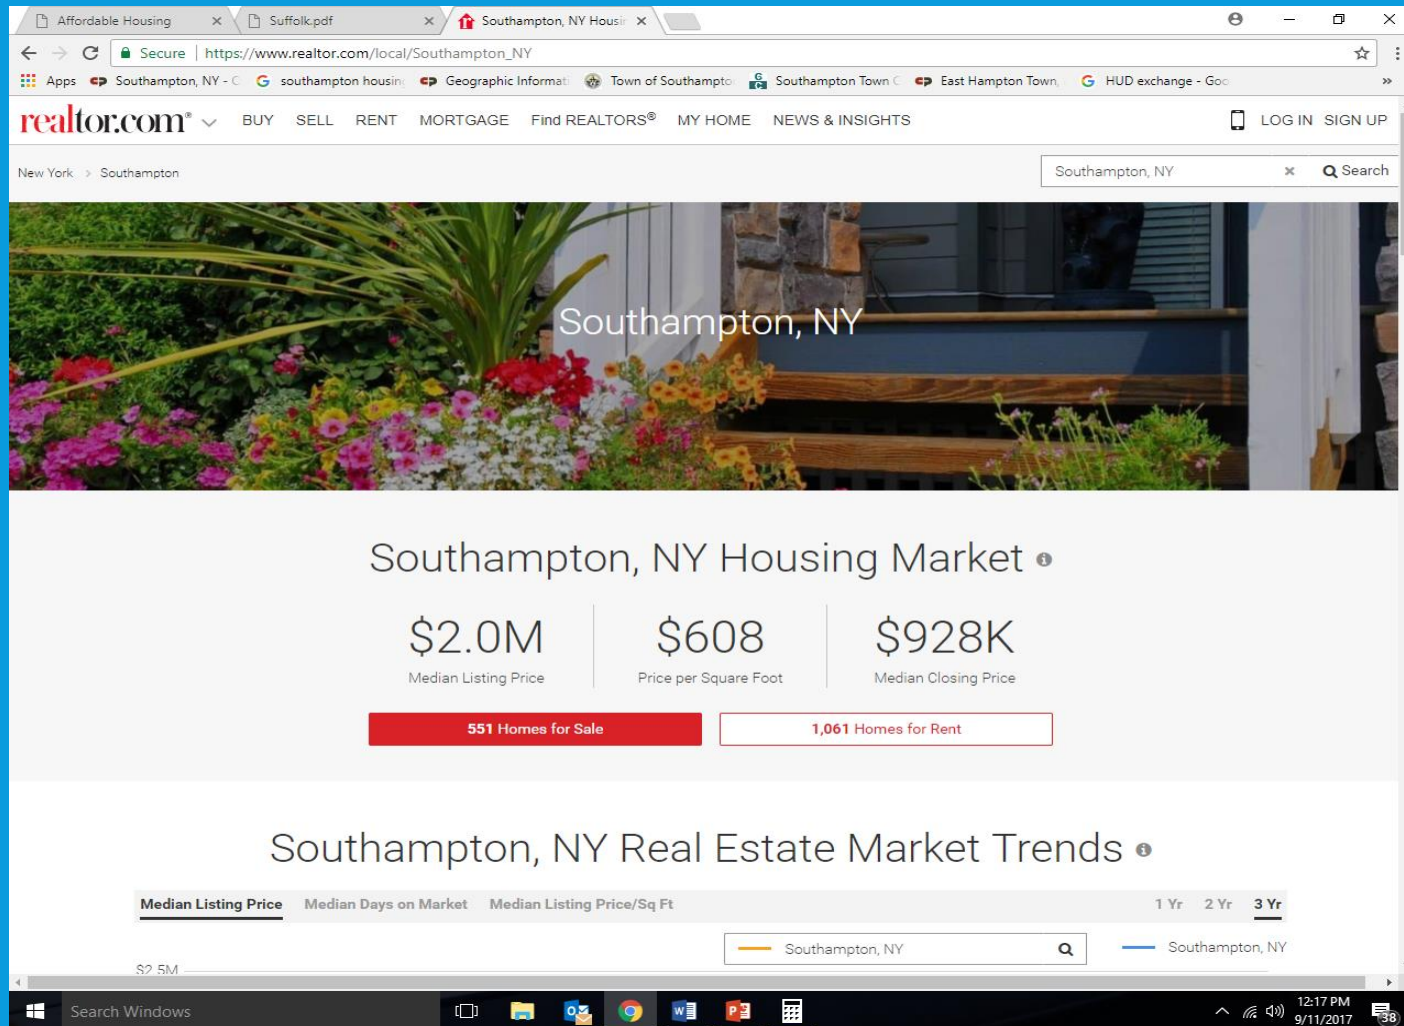 Affordable Housing
Suffolk.pdf
Southampton, NY Housin
Secure | https://www.realtor.com/local/Southampton_NY
Apps Southampton, NY - C southampton housin Geographic Informati Town of Southampto Southampton Town C East Hampton Town, HUD exchange - Goo »
realtor.com® BUY SELL RENT MORTGAGE Find REALTORS® MY HOME NEWS & INSIGHTS LOG IN SIGN UP
New York > Southampton
Southampton, NY × Search
Southampton, NY
Southampton, NY Housing Market
$2.0M $608 $928K
Median Listing Price Price per Square Foot Median Closing Price
551 Homes for Sale 1,061 Homes for Rent
Southampton, NY Real Estate Market Trends
Median Listing Price Median Days on Market Median Listing Price/Sq Ft 1 Yr 2 Yr 3 Yr
Southampton, NY Southampton, NY
$2.5M
Search Windows
12:17 PM
9/11/2017
38